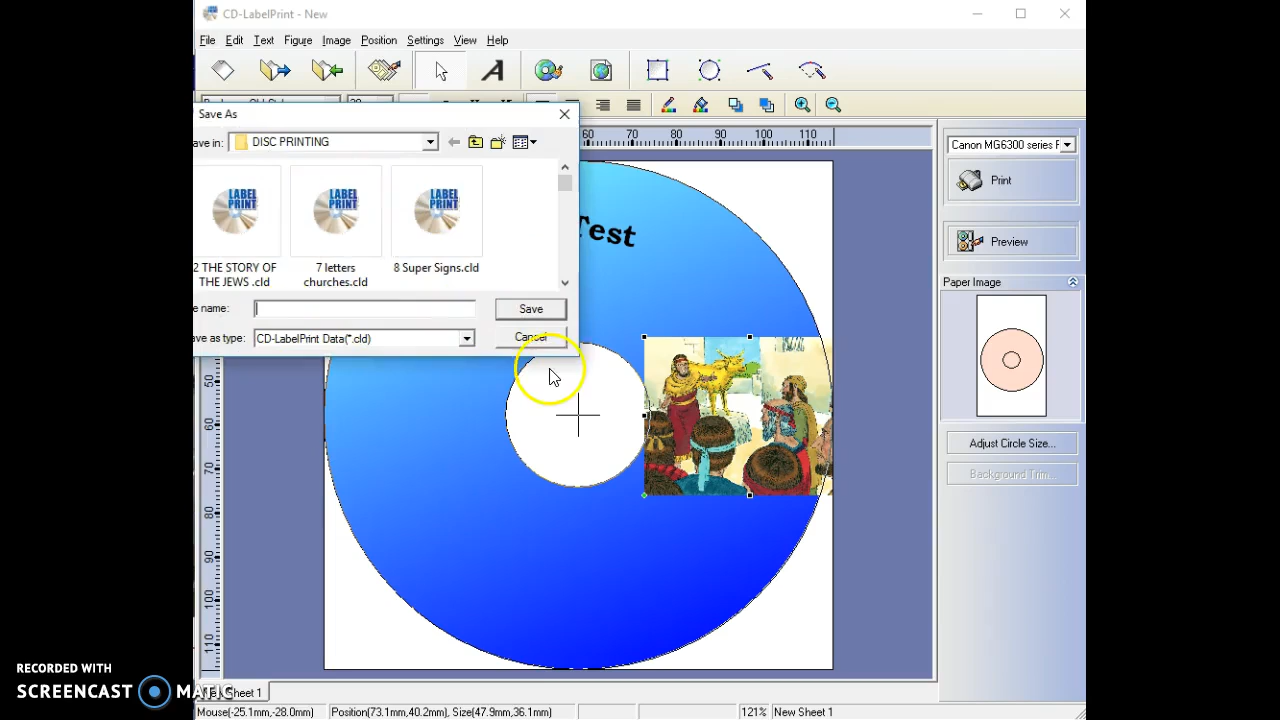 CD-LabelPrint - New
File Edit Text Figure Image Position Settings View Help
Save As
ave in: DISC PRINTING
60 70 80 90 100 110
Canon MG6300 series F
Print
Preview
Paper Image
Adjust Circle Size...
Background Trim...
LABEL PRINT LABEL PRINT LABEL PRINT
2 THE STORY OF THE JEWS .cld
7 letters churches.cld
8 Super Signs.cld
e name:
Save
ave as type: CD-LabelPrint Data(*.cld)
Cancel
Test
50
60
70
80
90
100
110
Sheet 1
Mouse(-25.1mm,-28.0mm) Position(73.1mm,40.2mm), Size(47.9mm,36.1mm) 121% New Sheet 1
RECORDED WITH
SCREENCAST MATIC